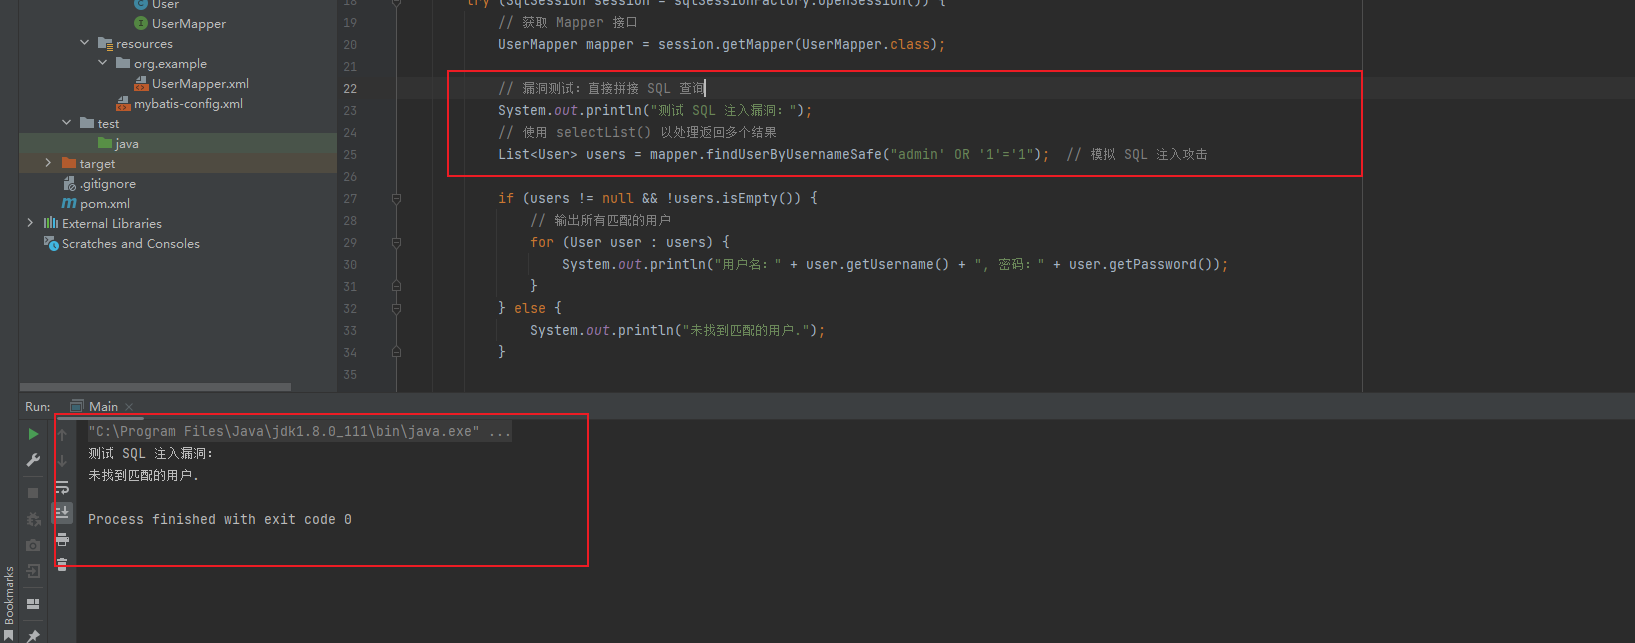 User
UserMapper
resources
org.example
UserMapper.xml
mybatis-config.xml
test
java
target
.gitignore
pom.xml
External Libraries
Scratches and Consoles
18 try (SqlSession session = sqlSessionFactory.openSession()) {
19 // 获取 Mapper 接口
20 UserMapper mapper = session.getMapper(UserMapper.class);
21
22 // 漏洞测试：直接拼接 SQL 查询
23 System.out.println("测试 SQL 注入漏洞：");
24 // 使用 selectList() 以处理返回多个结果
25 List<User> users = mapper.findUserByUsernameSafe("admin' OR '1'='1"); // 模拟 SQL 注入攻击
26
27 if (users != null && !users.isEmpty()) {
28 // 输出所有匹配的用户
29 for (User user : users) {
30 System.out.println("用户名：" + user.getUsername() + ", 密码：" + user.getPassword());
31 }
32 } else {
33 System.out.println("未找到匹配的用户.");
34 }
35
Run: Main
"C:\Program Files\Java\jdk1.8.0_111\bin\java.exe" ...
测试 SQL 注入漏洞：
未找到匹配的用户.
Process finished with exit code 0
Bookmarks